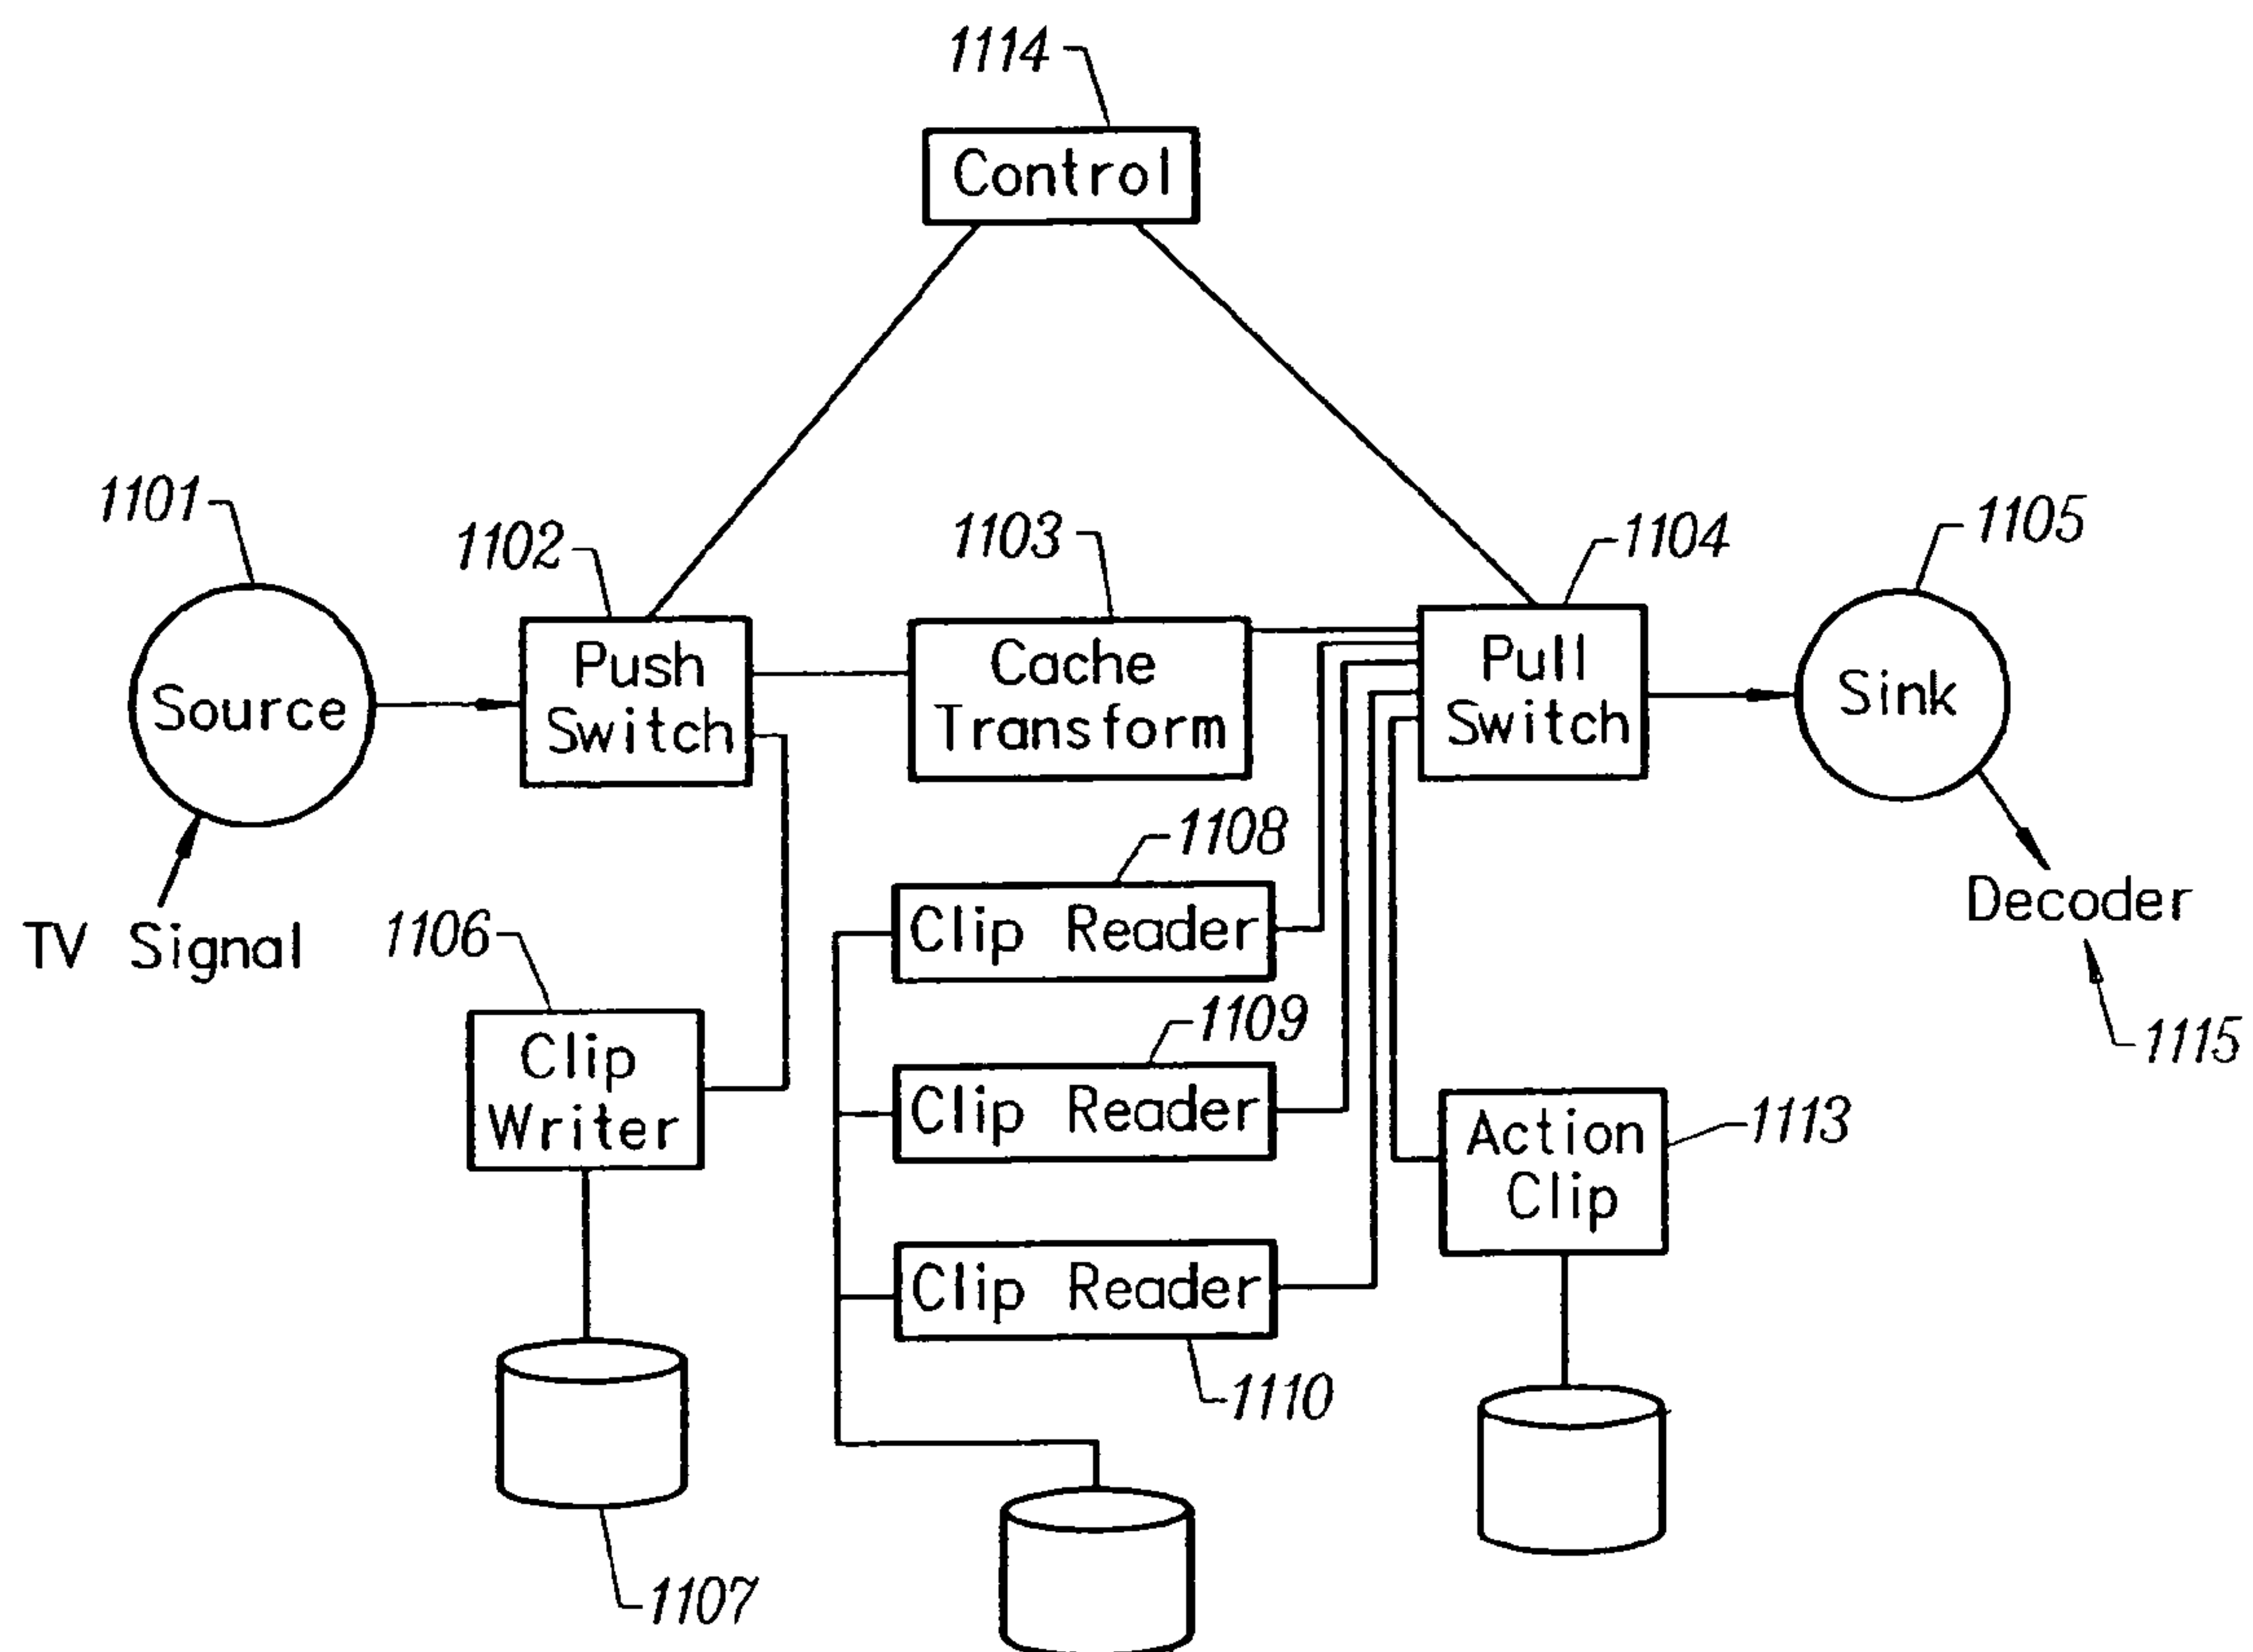 1114
Control
1101
1102
1103
1104
1105
Source
Push
Switch
Cache
Transform
Pull
Switch
Sink
TV Signal
1106
Clip
Writer
1107
1108
Clip Reader
1109
Clip Reader
Clip Reader
1110
Decoder
1115
Action
Clip
1113